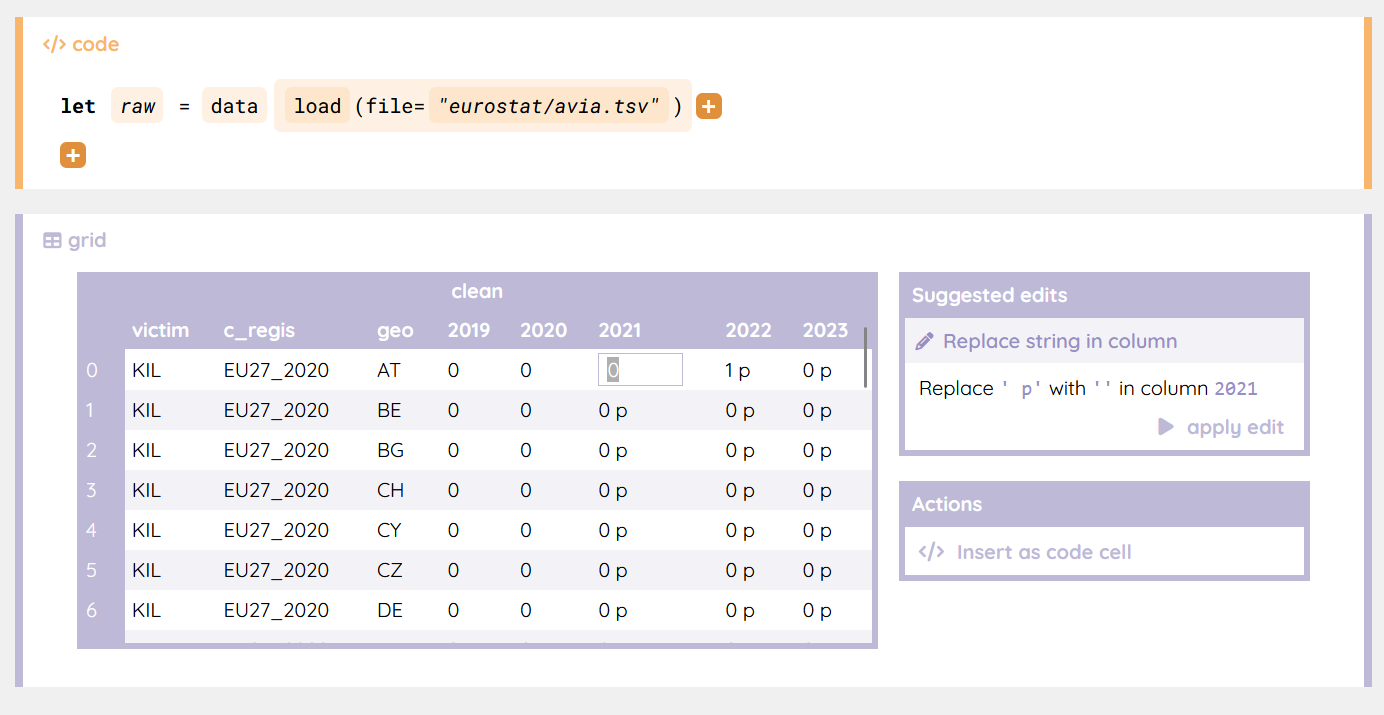 </> code
let raw = data load (file= "eurostat/avia.tsv" ) +
+
grid
clean
victim c_regis geo 2019 2020 2021 2022 2023
0 KIL EU27_2020 AT 0 0 0 1 p 0 p
1 KIL EU27_2020 BE 0 0 0 p 0 p 0 p
2 KIL EU27_2020 BG 0 0 0 p 0 p 0 p
3 KIL EU27_2020 CH 0 0 0 p 0 p 0 p
4 KIL EU27_2020 CY 0 0 0 p 0 p 0 p
5 KIL EU27_2020 CZ 0 0 0 p 0 p 0 p
6 KIL EU27_2020 DE 0 0 0 p 0 p 0 p
Suggested edits
Replace string in column
Replace ' p' with '' in column 2021
apply edit
Actions
</> Insert as code cell